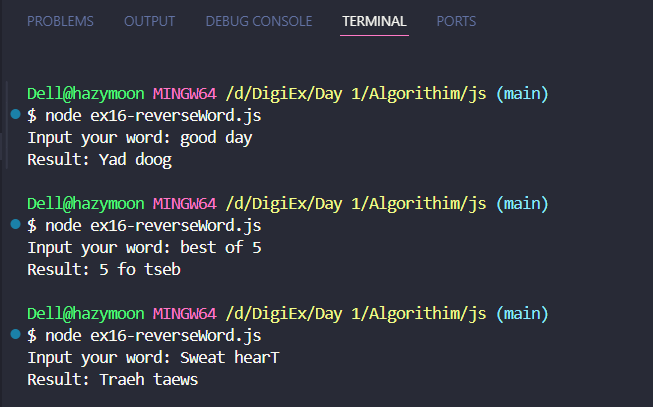 PROBLEMS OUTPUT DEBUG CONSOLE TERMINAL PORTS
Dell@hazymoon MINGW64 /d/DigiEx/Day 1/Algorithim/js (main)
$ node ex16-reverseWord.js
Input your word: good day
Result: Yad doog
Dell@hazymoon MINGW64 /d/DigiEx/Day 1/Algorithim/js (main)
$ node ex16-reverseWord.js
Input your word: best of 5
Result: 5 fo tseb
Dell@hazymoon MINGW64 /d/DigiEx/Day 1/Algorithim/js (main)
$ node ex16-reverseWord.js
Input your word: Sweat hearT
Result: Traeh taews